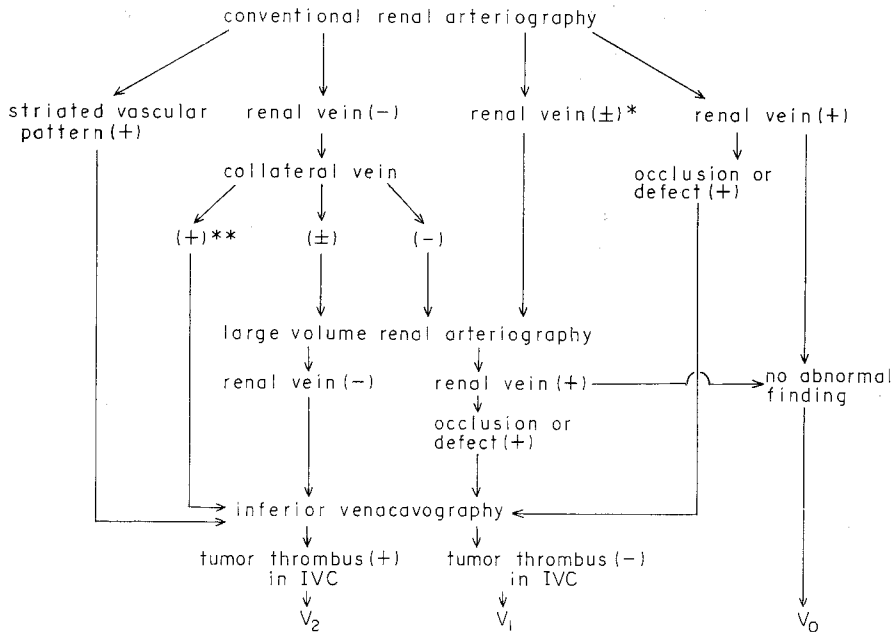 conventional renal arteriography
striated vascular
pattern (+)
renal vein (−)
renal vein (±)*
renal vein (+)
collateral vein
occlusion or
defect (+)
(+)**
(±)
(−)
large volume renal arteriography
renal vein (−)
renal vein (+)
no abnormal
finding
occlusion or
defect (+)
inferior venacavography
tumor thrombus (+)
in IVC
tumor thrombus (−)
in IVC
V₂
V₁
V₀